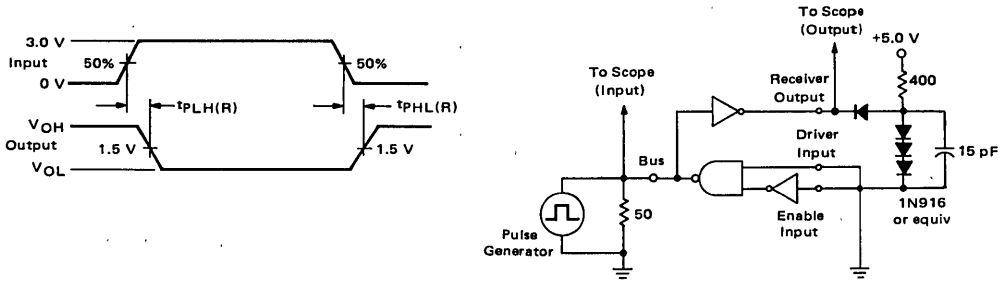 3.0 V
Input
50%
50%
0 V
tPLH(R)
tPHL(R)
VOH
Output
1.5 V
1.5 V
VOL
To Scope
(Output)
+5.0 V
To Scope
(Input)
Receiver
Output
400
Driver
Input
15 pF
Bus
50
1N916
or equiv
Enable
Input
Pulse
Generator